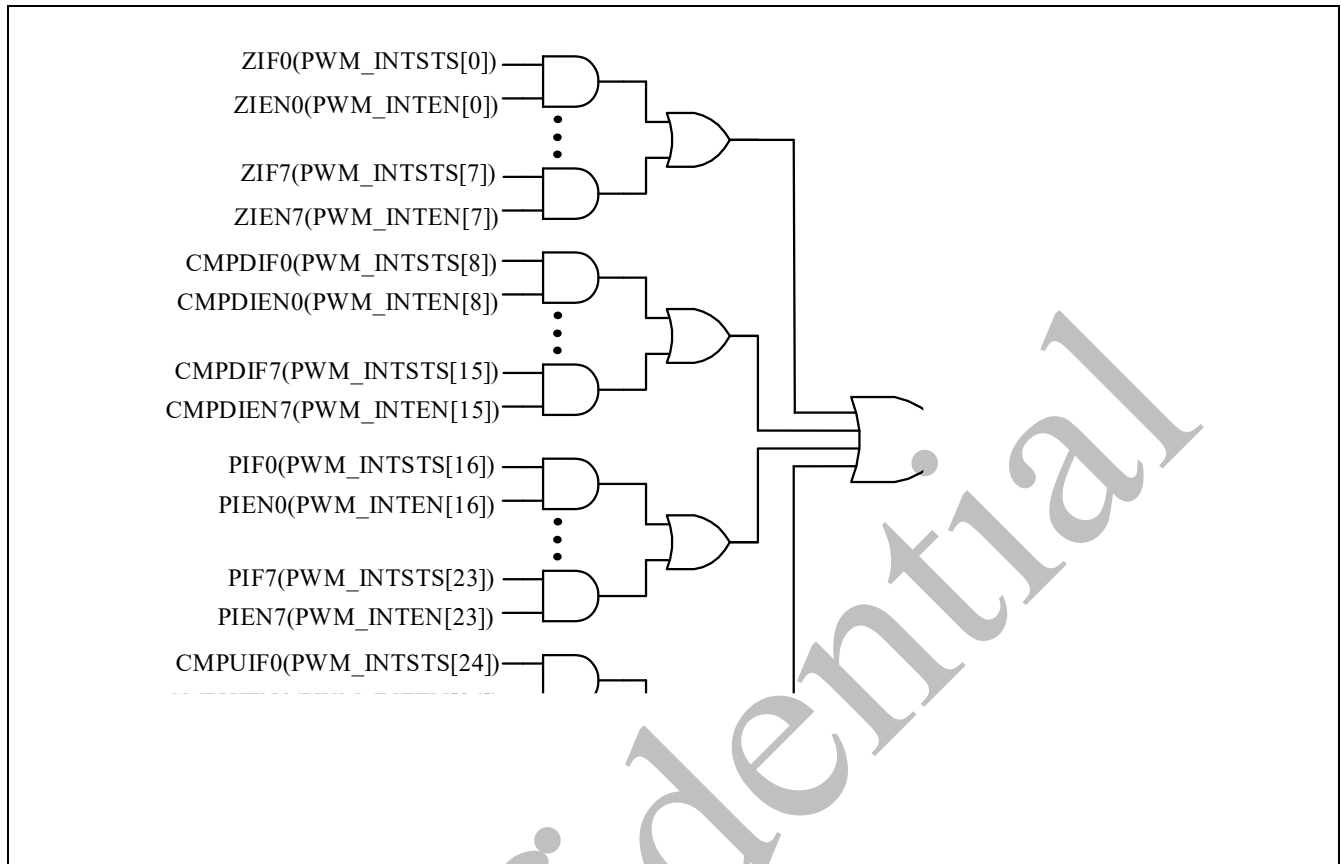 ZIF0(PWM_INTSTS[0])
ZIEN0(PWM_INTEN[0])
ZIF7(PWM_INTSTS[7])
ZIEN7(PWM_INTEN[7])
CMPDIF0(PWM_INTSTS[8])
CMPDIEN0(PWM_INTEN[8])
CMPDIF7(PWM_INTSTS[15])
CMPDIEN7(PWM_INTEN[15])
PIF0(PWM_INTSTS[16])
PIEN0(PWM_INTEN[16])
PIF7(PWM_INTSTS[23])
PIEN7(PWM_INTEN[23])
CMPUIF0(PWM_INTSTS[24])
idential